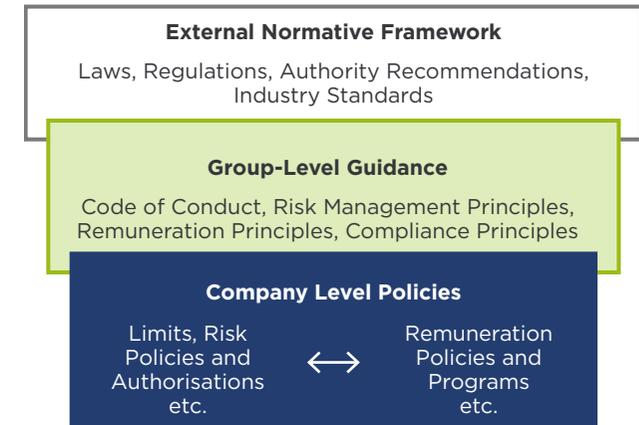 External Normative Framework
Laws, Regulations, Authority Recommendations,
Industry Standards
Group-Level Guidance
Code of Conduct, Risk Management Principles,
Remuneration Principles, Compliance Principles
Company Level Policies
Limits, Risk
Policies and
Authorisations
etc.
Remuneration
Policies and
Programs
etc.